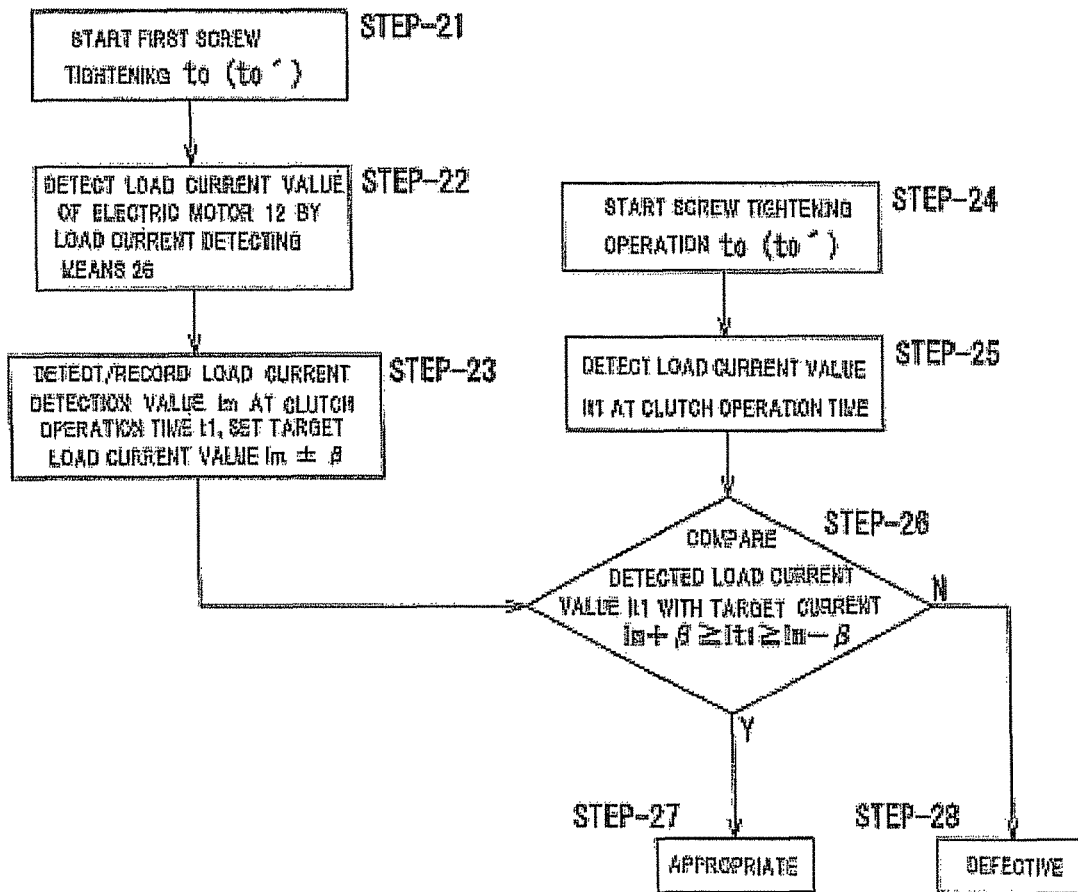 START FIRST SCREW
TIGHTENING to (to ´)
STEP-21
DETECT LOAD CURRENT VALUE
OF ELECTRIC MOTOR 12 BY
LOAD CURRENT DETECTING
MEANS 26
STEP-22
DETECT/RECORD LOAD CURRENT
DETECTION VALUE Im AT CLUTCH
OPERATION TIME t1, SET TARGET
LOAD CURRENT VALUE Im ± β
STEP-23
START SCREW TIGHTENING
OPERATION to (to ´)
STEP-24
DETECT LOAD CURRENT VALUE
It1 AT CLUTCH OPERATION TIME
STEP-25
STEP-26
COMPARE
DETECTED LOAD CURRENT
VALUE It1 WITH TARGET CURRENT
Im+ β ≧It1≧Im− β
N
Y
STEP-27
APPROPRIATE
STEP-28
DEFECTIVE